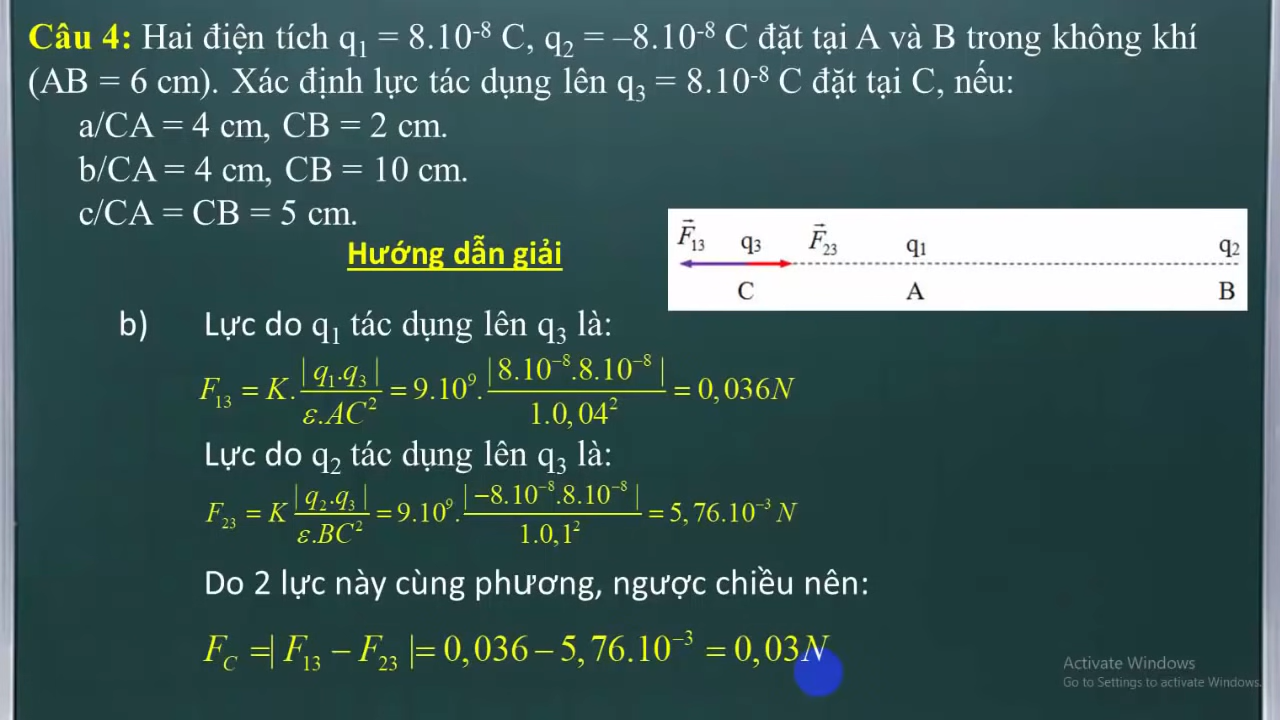 Câu 4: Hai điện tích q₁ = 8.10⁻⁸ C, q₂ = –8.10⁻⁸ C đặt tại A và B trong không khí
(AB = 6 cm). Xác định lực tác dụng lên q₃ = 8.10⁻⁸ C đặt tại C, nếu:
a/CA = 4 cm, CB = 2 cm.
b/CA = 4 cm, CB = 10 cm.
c/CA = CB = 5 cm.
Hướng dẫn giải
F⃗₁₃ q₃ F⃗₂₃ q₁ q₂
C A B
b) Lực do q₁ tác dụng lên q₃ là:
F₁₃ = K.|q₁.q₃|/ε.AC² = 9.10⁹.|8.10⁻⁸.8.10⁻⁸|/1.0,04² = 0,036N
Lực do q₂ tác dụng lên q₃ là:
F₂₃ = K|q₂.q₃|/ε.BC² = 9.10⁹.|−8.10⁻⁸.8.10⁻⁸|/1.0,1² = 5,76.10⁻³ N
Do 2 lực này cùng phương, ngược chiều nên:
F_C =| F₁₃ − F₂₃ |= 0,036 − 5,76.10⁻³ = 0,03N
Activate Windows
Go to Settings to activate Windows.